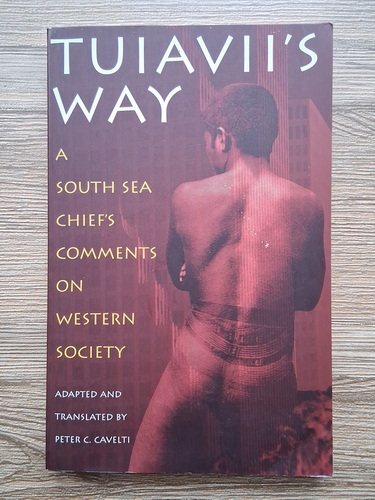 TUIAVII'S
WAY
A
SOUTH SEA
CHIEF'S
COMMENTS
ON
WESTERN
SOCIETY
ADAPTED AND
TRANSLATED BY
PETER C. CAVELTI